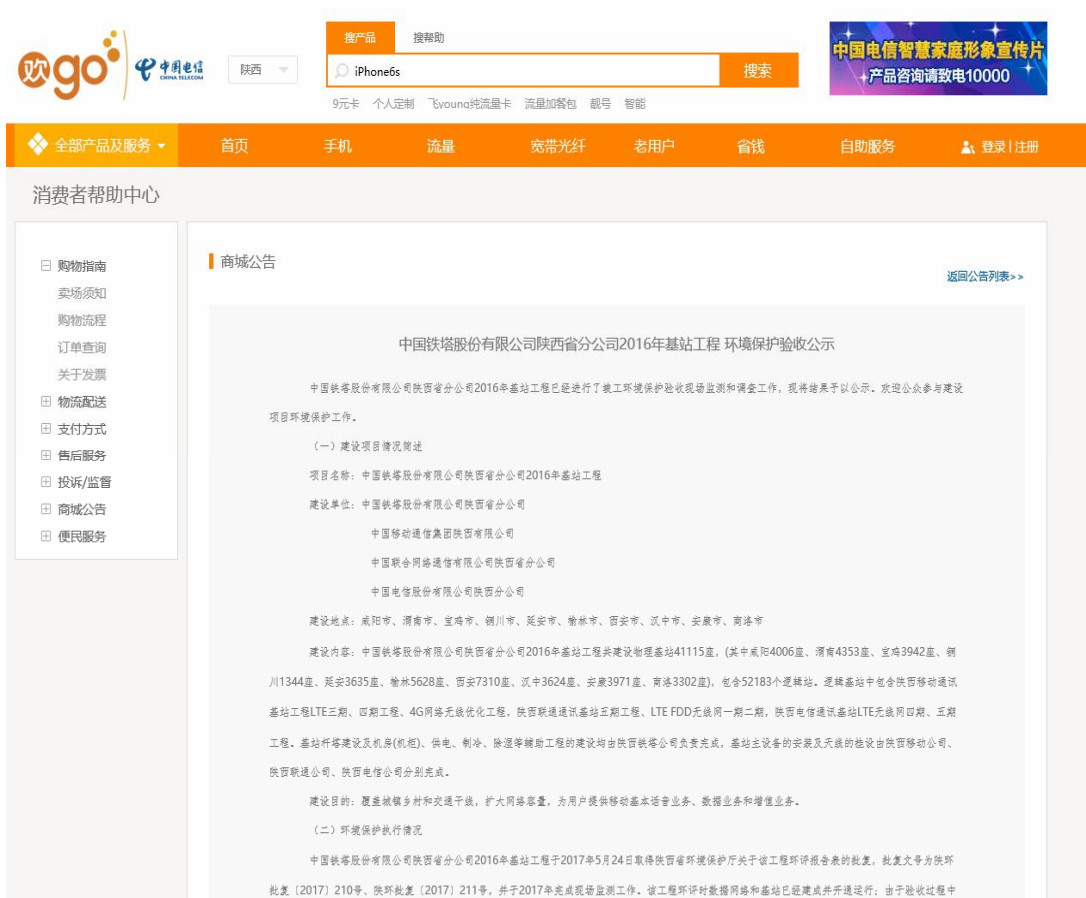 欢go 中国电信
CHINA TELECOM
陕西
搜产品 搜帮助
iPhone6s 搜索
9元卡 个人定制 飞young纯流量卡 流量加餐包 靓号 智能
中国电信智慧家庭形象宣传片
产品咨询请致电10000
全部产品及服务 首页 手机 流量 宽带光纤 老用户 省钱 自助服务 登录|注册
消费者帮助中心
购物指南
卖场须知
购物流程
订单查询
关于发票
物流配送
支付方式
售后服务
投诉/监督
商城公告
便民服务
商城公告
返回公告列表>>
中国铁塔股份有限公司陕西省分公司2016年基站工程 环境保护验收公示
中国铁塔股份有限公司陕西省分公司2016年基站工程已经进行了竣工环境保护验收现场监测和调查工作，现将结果予以公示。欢迎公众参与建设
项目环境保护工作。
（一）建设项目情况简述
项目名称：中国铁塔股份有限公司陕西省分公司2016年基站工程
建设单位：中国铁塔股份有限公司陕西省分公司
中国移动通信集团陕西有限公司
中国联合网络通信有限公司陕西省分公司
中国电信股份有限公司陕西分公司
建设地点：咸阳市、渭南市、宝鸡市、铜川市、延安市、榆林市、西安市、汉中市、安康市、商洛市
建设内容：中国铁塔股份有限公司陕西省分公司2016年基站工程共建设物理基站41115座，(其中咸阳4006座、渭南4353座、宝鸡3942座、铜
川1344座、延安3635座、榆林5628座、西安7310座、汉中3624座、安康3971座、商洛3302座)，包含52183个逻辑站。逻辑基站中包含陕西移动通讯
基站工程LTE三期、四期工程、4G网络无线优化工程，陕西联通通讯基站五期工程、LTE FDD无线网一期二期，陕西电信通讯基站LTE无线网四期、五期
工程。基站杆塔建设及机房(机柜)、供电、制冷、除湿等辅助工程的建设均由陕西铁塔公司负责完成，基站主设备的安装及天线的挂设由陕西移动公司、
陕西联通公司、陕西电信公司分别完成。
建设目的：覆盖城镇乡村和交通干线，扩大网络容量，为用户提供移动基本话音业务、数据业务和增值业务。
（二）环境保护执行情况
中国铁塔股份有限公司陕西省分公司2016年基站工程于2017年5月24日取得陕西省环境保护厅关于该工程环评报告表的批复，批复文号为陕环
批复〔2017〕210号、陕环批复〔2017〕211号，并于2017年完成现场监测工作。该工程环评时数据网络和基站已经建成并开通运行；由于验收过程中